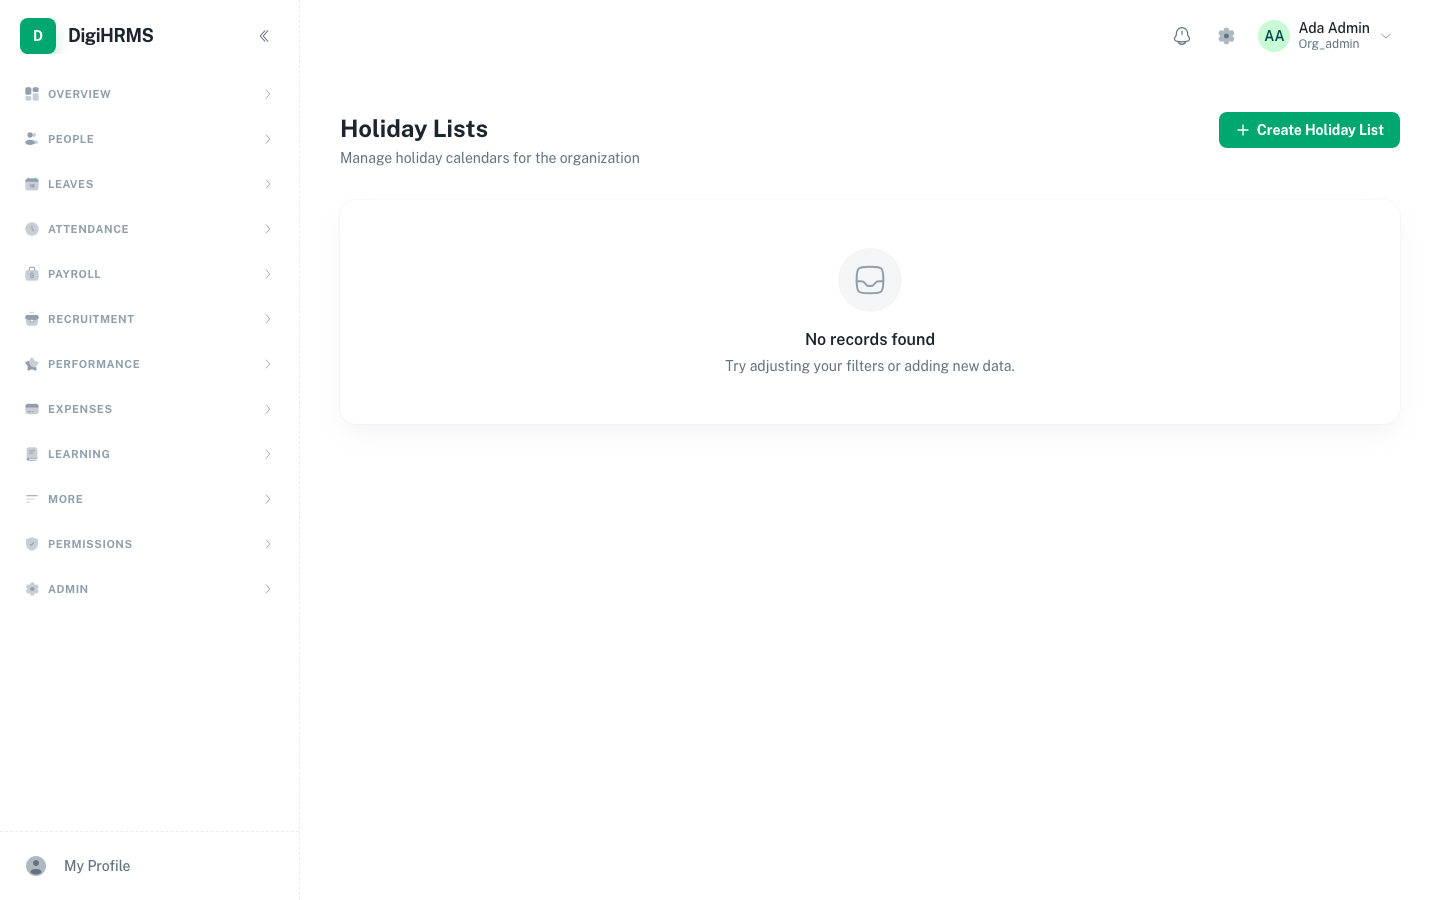 D
DigiHRMS
OVERVIEW
PEOPLE
LEAVES
ATTENDANCE
PAYROLL
RECRUITMENT
PERFORMANCE
EXPENSES
LEARNING
MORE
PERMISSIONS
ADMIN
My Profile
AA
Ada Admin
Org_admin
Holiday Lists
Manage holiday calendars for the organization
Create Holiday List
No records found
Try adjusting your filters or adding new data.